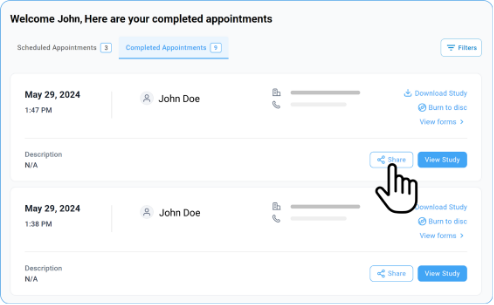 Welcome John, Here are your completed appointments
Scheduled Appointments 3 Completed Appointments 9 Filters
May 29, 2024 John Doe Download Study
1:47 PM Burn to disc
View forms >
Description
N/A Share View Study
May 29, 2024 John Doe Download Study
1:38 PM Burn to disc
View forms >
Description
N/A Share View Study